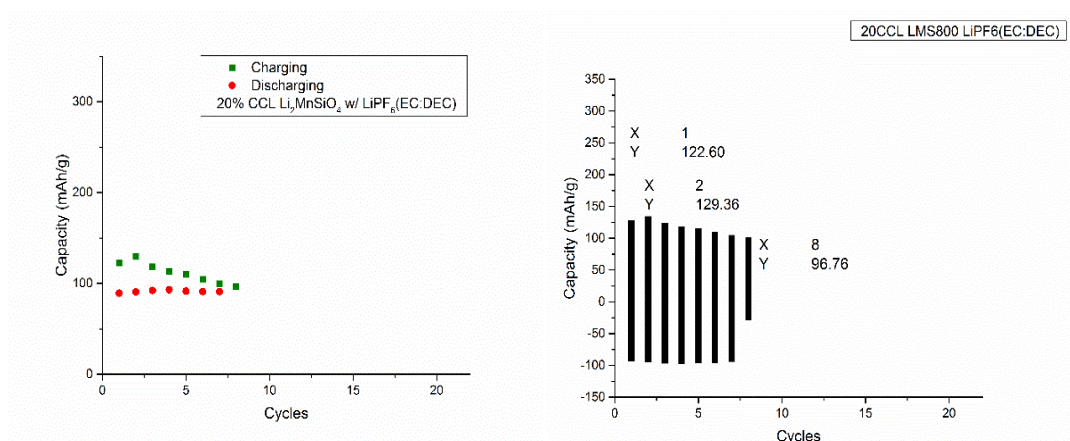 Charging
Discharging
20% CCL Li₂MnSiO₄ w/ LiPF₆(EC:DEC)
300
200
100
0
Capacity (mAh/g)
0 5 10 15 20
Cycles
20CCL LMS800 LiPF6(EC:DEC)
350
300
250
200
150
100
50
0
-50
-100
-150
Capacity (mAh/g)
X 1
Y 122.60
X 2
Y 129.36
X 8
Y 96.76
0 5 10 15 20
Cycles